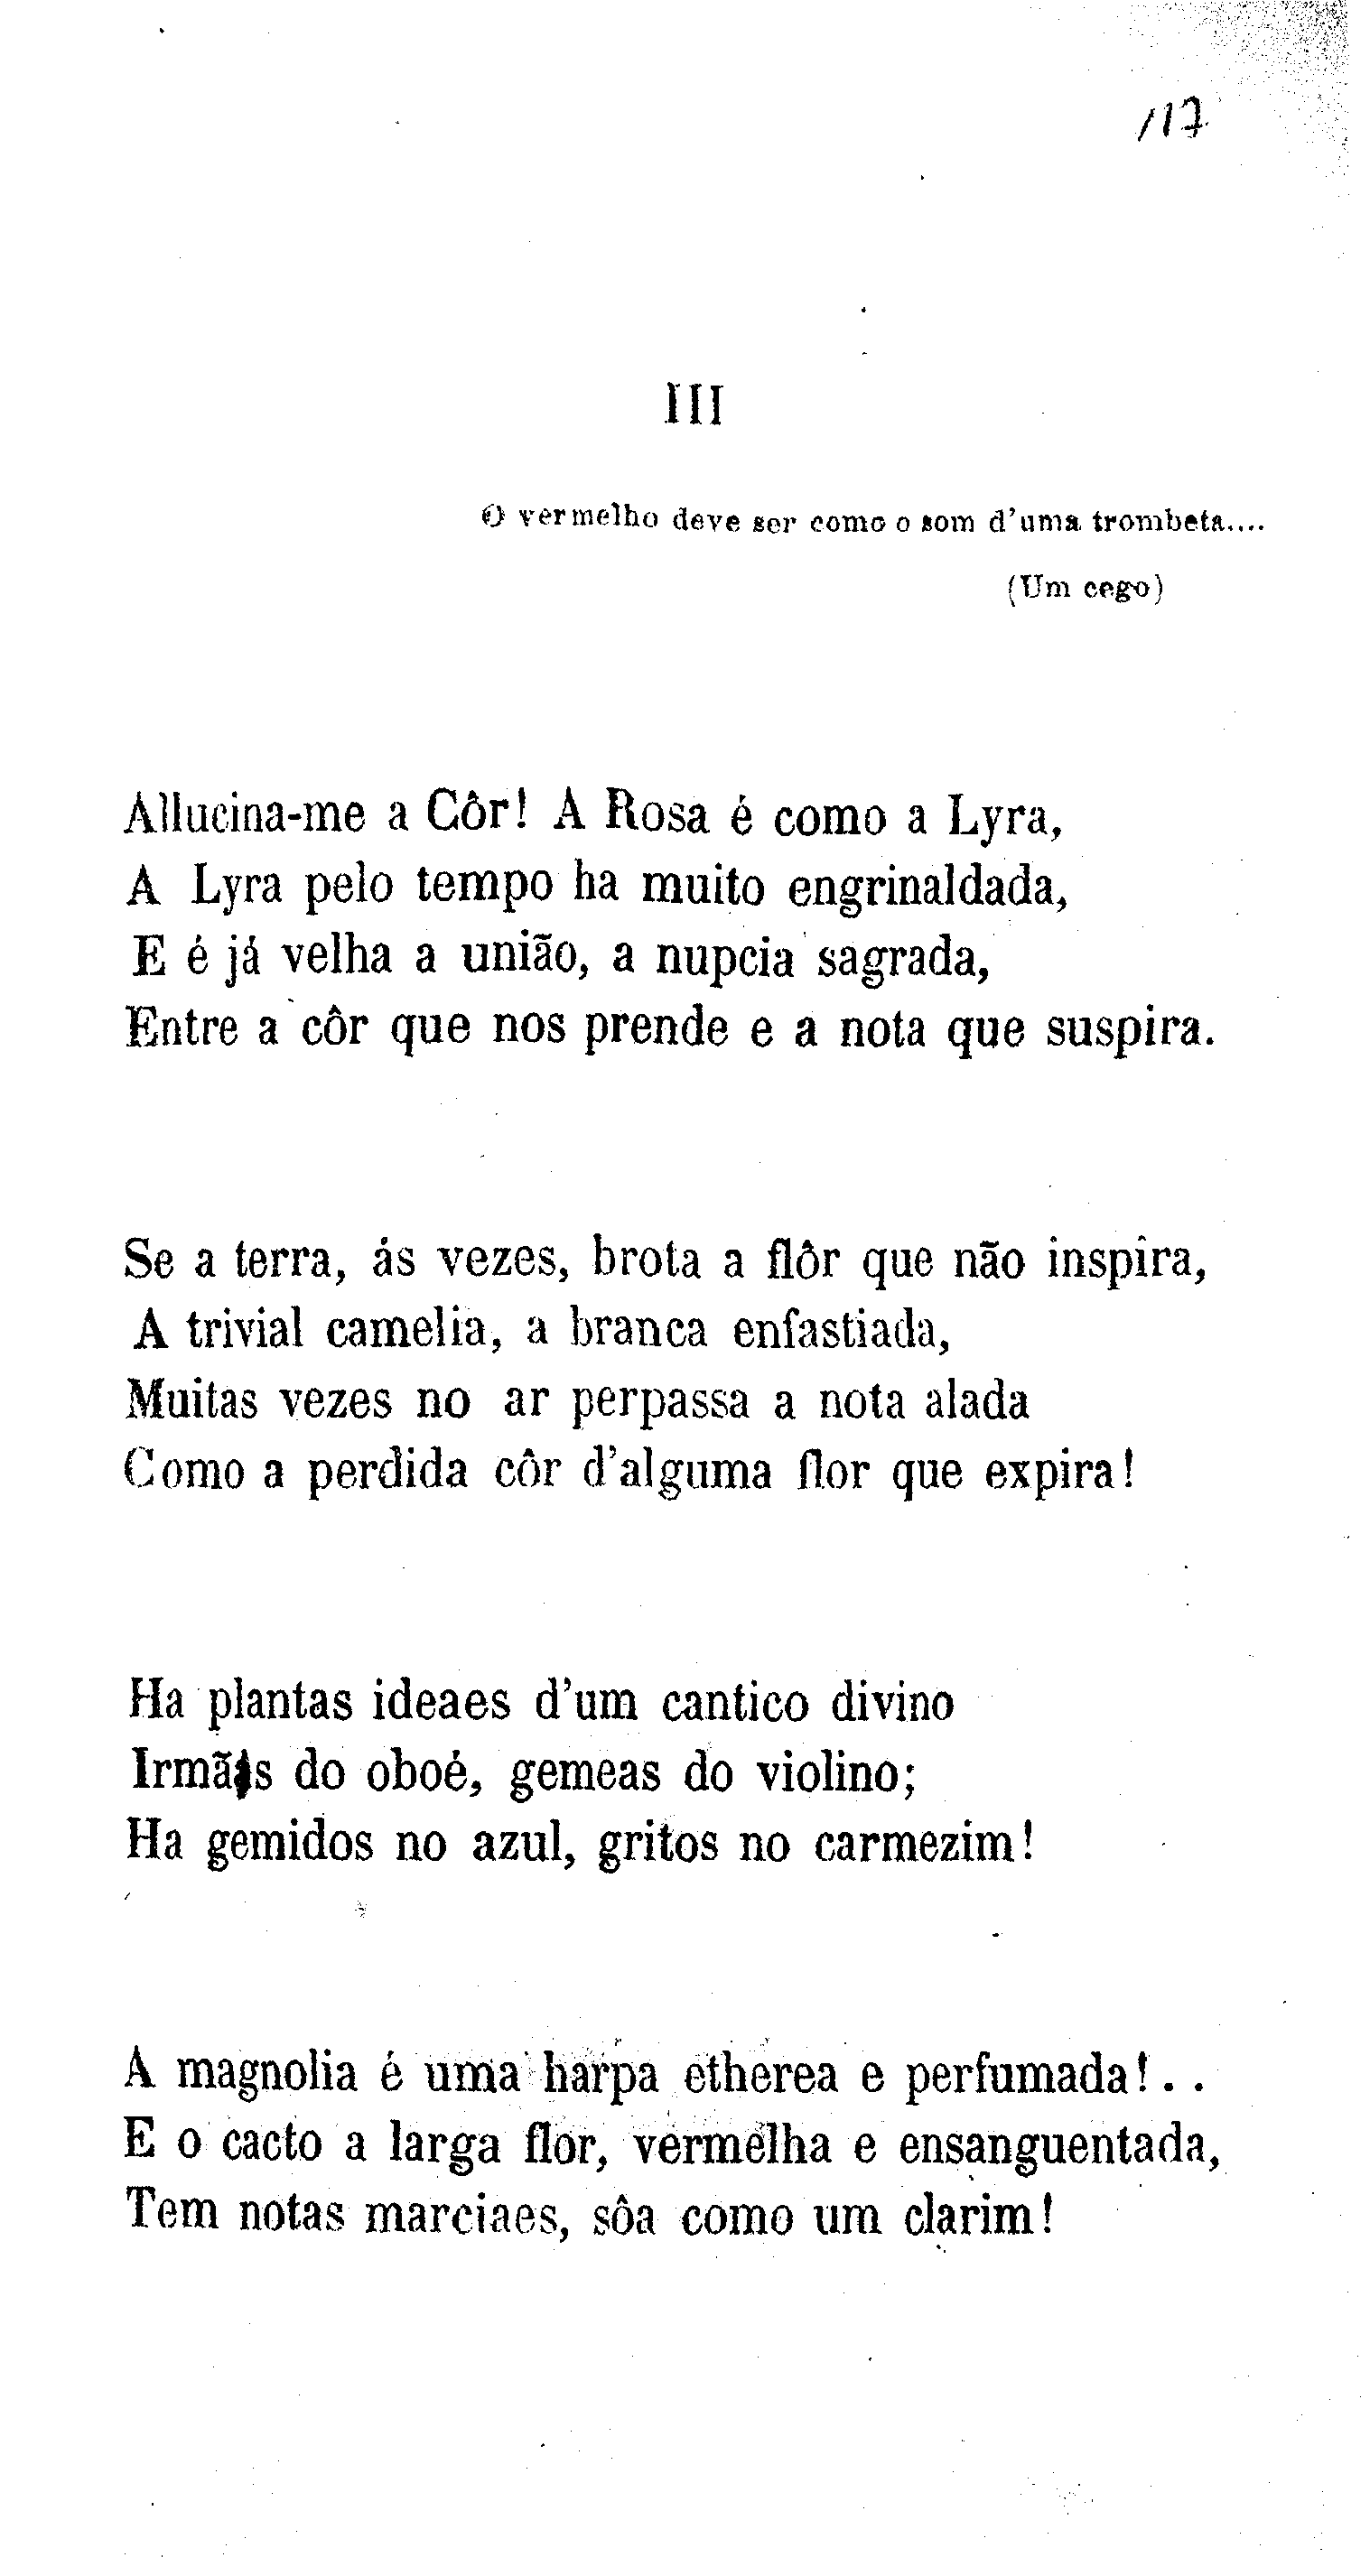 117
III
O vermelho deve ser como o som d'uma trombeta....
(Um cego)
Allucina-me a Côr! A Rosa é como a Lyra,
A Lyra pelo tempo ha muito engrinaldada,
E é já velha a união, a nupcia sagrada,
Entre a côr que nos prende e a nota que suspira.
Se a terra, ás vezes, brota a flôr que não inspira,
A trivial camelia, a branca enfastiada,
Muitas vezes no ar perpassa a nota alada
Como a perdida côr d'alguma flor que expira!
Ha plantas ideaes d'um cantico divino
Irmãs do oboé, gemeas do violino;
Ha gemidos no azul, gritos no carmezim!
A magnolia é uma harpa etherea e perfumada!..
E o cacto a larga flor, vermelha e ensanguentada,
Tem notas marciaes, sôa como um clarim!